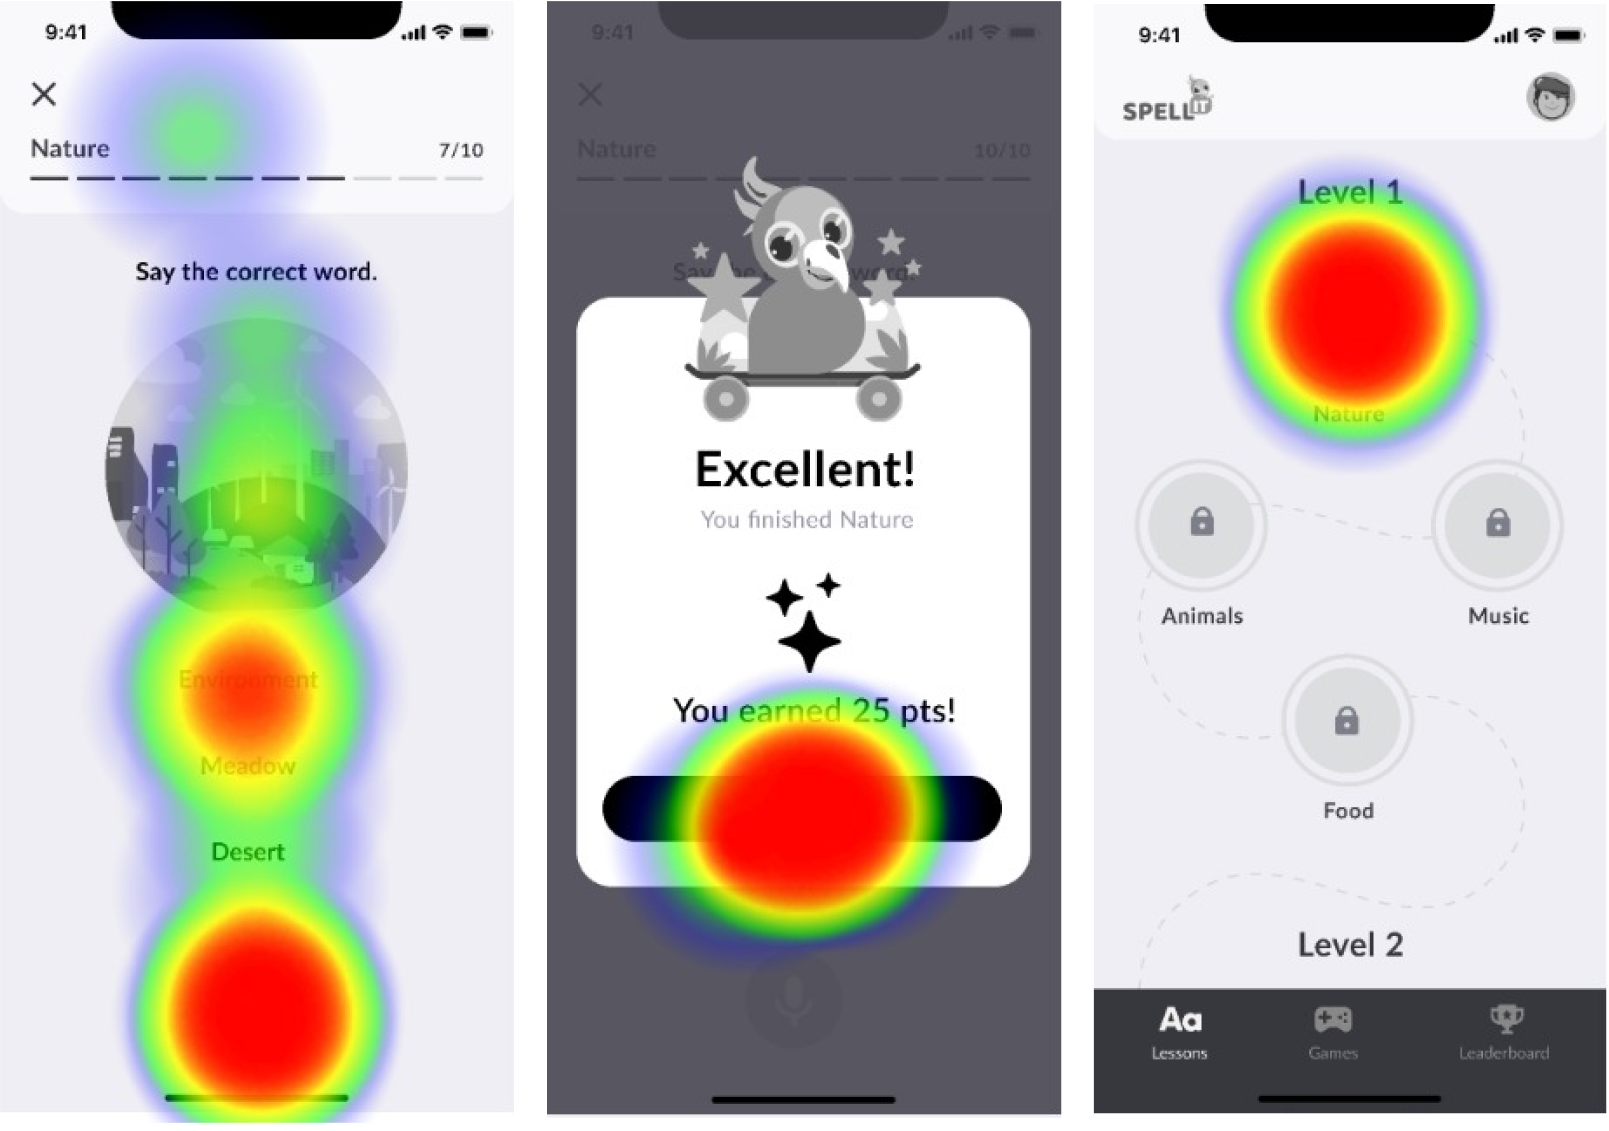 9:41
Nature 7/10
Say the correct word.
Environment
Meadow
Desert
9:41
Nature 10/10
Say the correct word.
Excellent!
You finished Nature
You earned 25 pts!
9:41
SPELL IT
Level 1
Nature
Animals
Music
Food
Level 2
Aa
Lessons
Games
Leaderboard